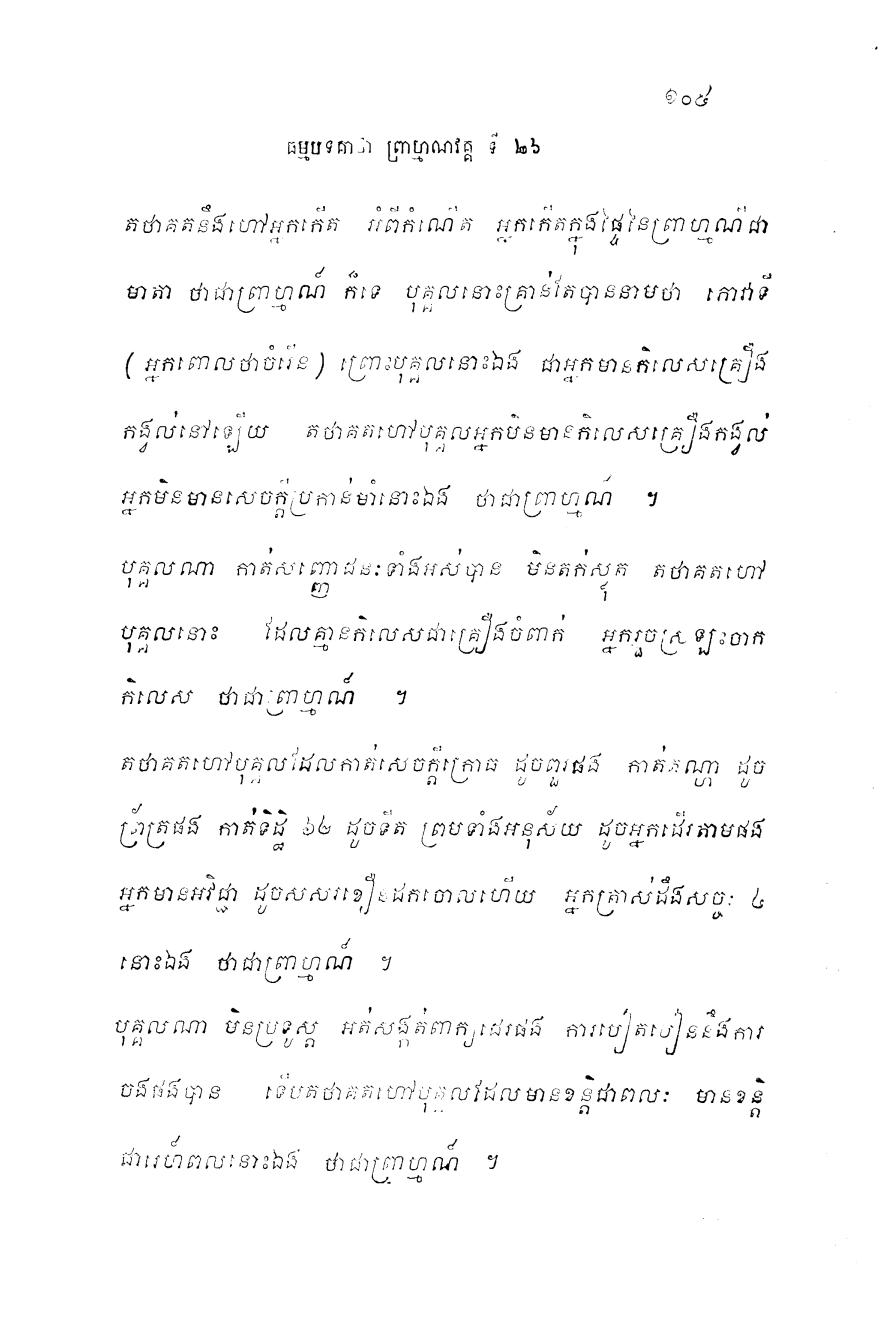 ១០៥
ធម្មបទគាថា ព្រាហ្មណវគ្គ ទី ២៦
តថាគតនឹងហៅអ្នកកើត អំពីកំណើត អ្នកកើតក្នុងផ្ទៃនៃព្រាហ្មណីជា
មាតា ថាជាព្រាហ្មណ៍ ក៏ទេ បុគ្គលនោះគ្រាន់តែបាននាមថា ភោវាទី
( អ្នកពោលថាចំរើន ) ព្រោះបុគ្គលនោះឯង ជាអ្នកមានកិលេសគ្រឿង
កង្វល់នៅឡើយ តថាគតហៅបុគ្គលអ្នកមិនមានកិលេសគ្រឿងកង្វល់
អ្នកមិនមានសេចក្ដីប្រកាន់មាំនោះឯង ថាជាព្រាហ្មណ៍ ។
បុគ្គលណា កាត់សញ្ញោជនៈទាំងអស់បាន មិនតក់ស្លុត តថាគតហៅ
បុគ្គលនោះ ដែលគ្មានកិលេសជាគ្រឿងចំពាក់ អ្នករួចស្រឡះចាក
កិលេស ថាជាព្រាហ្មណ៍ ។
តថាគតហៅបុគ្គលដែលកាត់សេចក្ដីក្រោធ ដូចពួរផង កាត់តណ្ហា ដូច
ព្រ័ត្រផង កាត់ទិដ្ឋិ ៦២ ដូចទីត ព្រមទាំងអនុស័យ ដូចអ្នកដើរតាមផង
អ្នកមានអវិជ្ជា ដូចសសរខឿនដកចោលហើយ អ្នកត្រាស់ដឹងសច្ចៈ ៤
នោះឯង ថាជាព្រាហ្មណ៍ ។
បុគ្គលណា មិនប្រទូស្ត អត់សង្កត់ពាក្យជេរផង ការបៀតបៀននឹងការ
ចងផងបាន ទើបតថាគតហៅបុគ្គលដែលមានខន្តិជាពលៈ មានខន្តិ
ជារេហ៍ពលនោះឯង ថាជាព្រាហ្មណ៍ ។